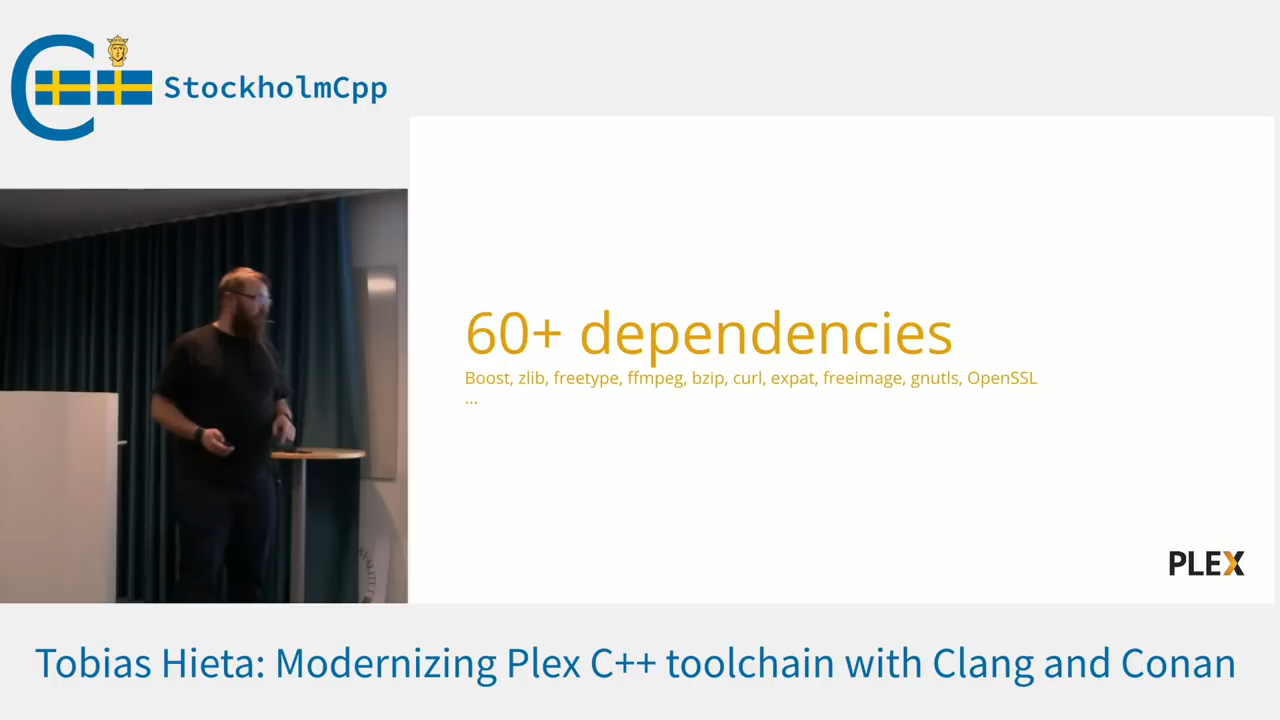 StockholmCpp
60+ dependencies
Boost, zlib, freetype, ffmpeg, bzip, curl, expat, freeimage, gnutls, OpenSSL
...
PLEX
KVALITET
Tobias Hieta: Modernizing Plex C++ toolchain with Clang and Conan